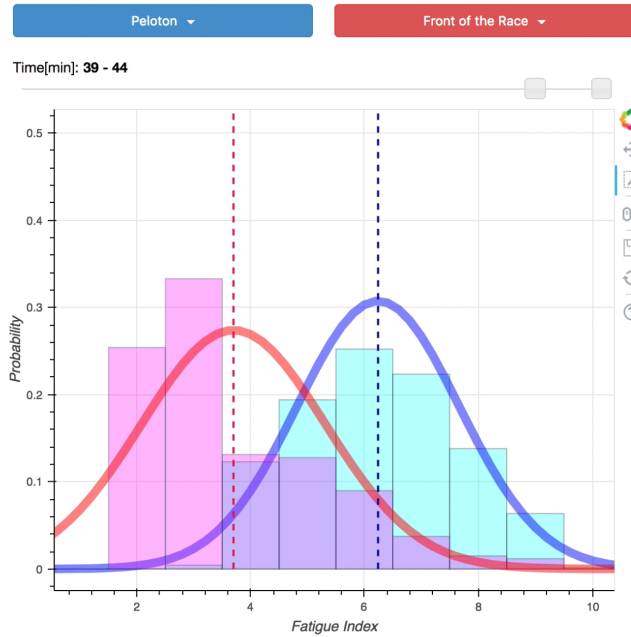 Peloton
Front of the Race
Time[min]: 39 - 44
0.5
0.4
0.3
0.2
0.1
0
Probability
2
4
6
8
10
Fatigue Index